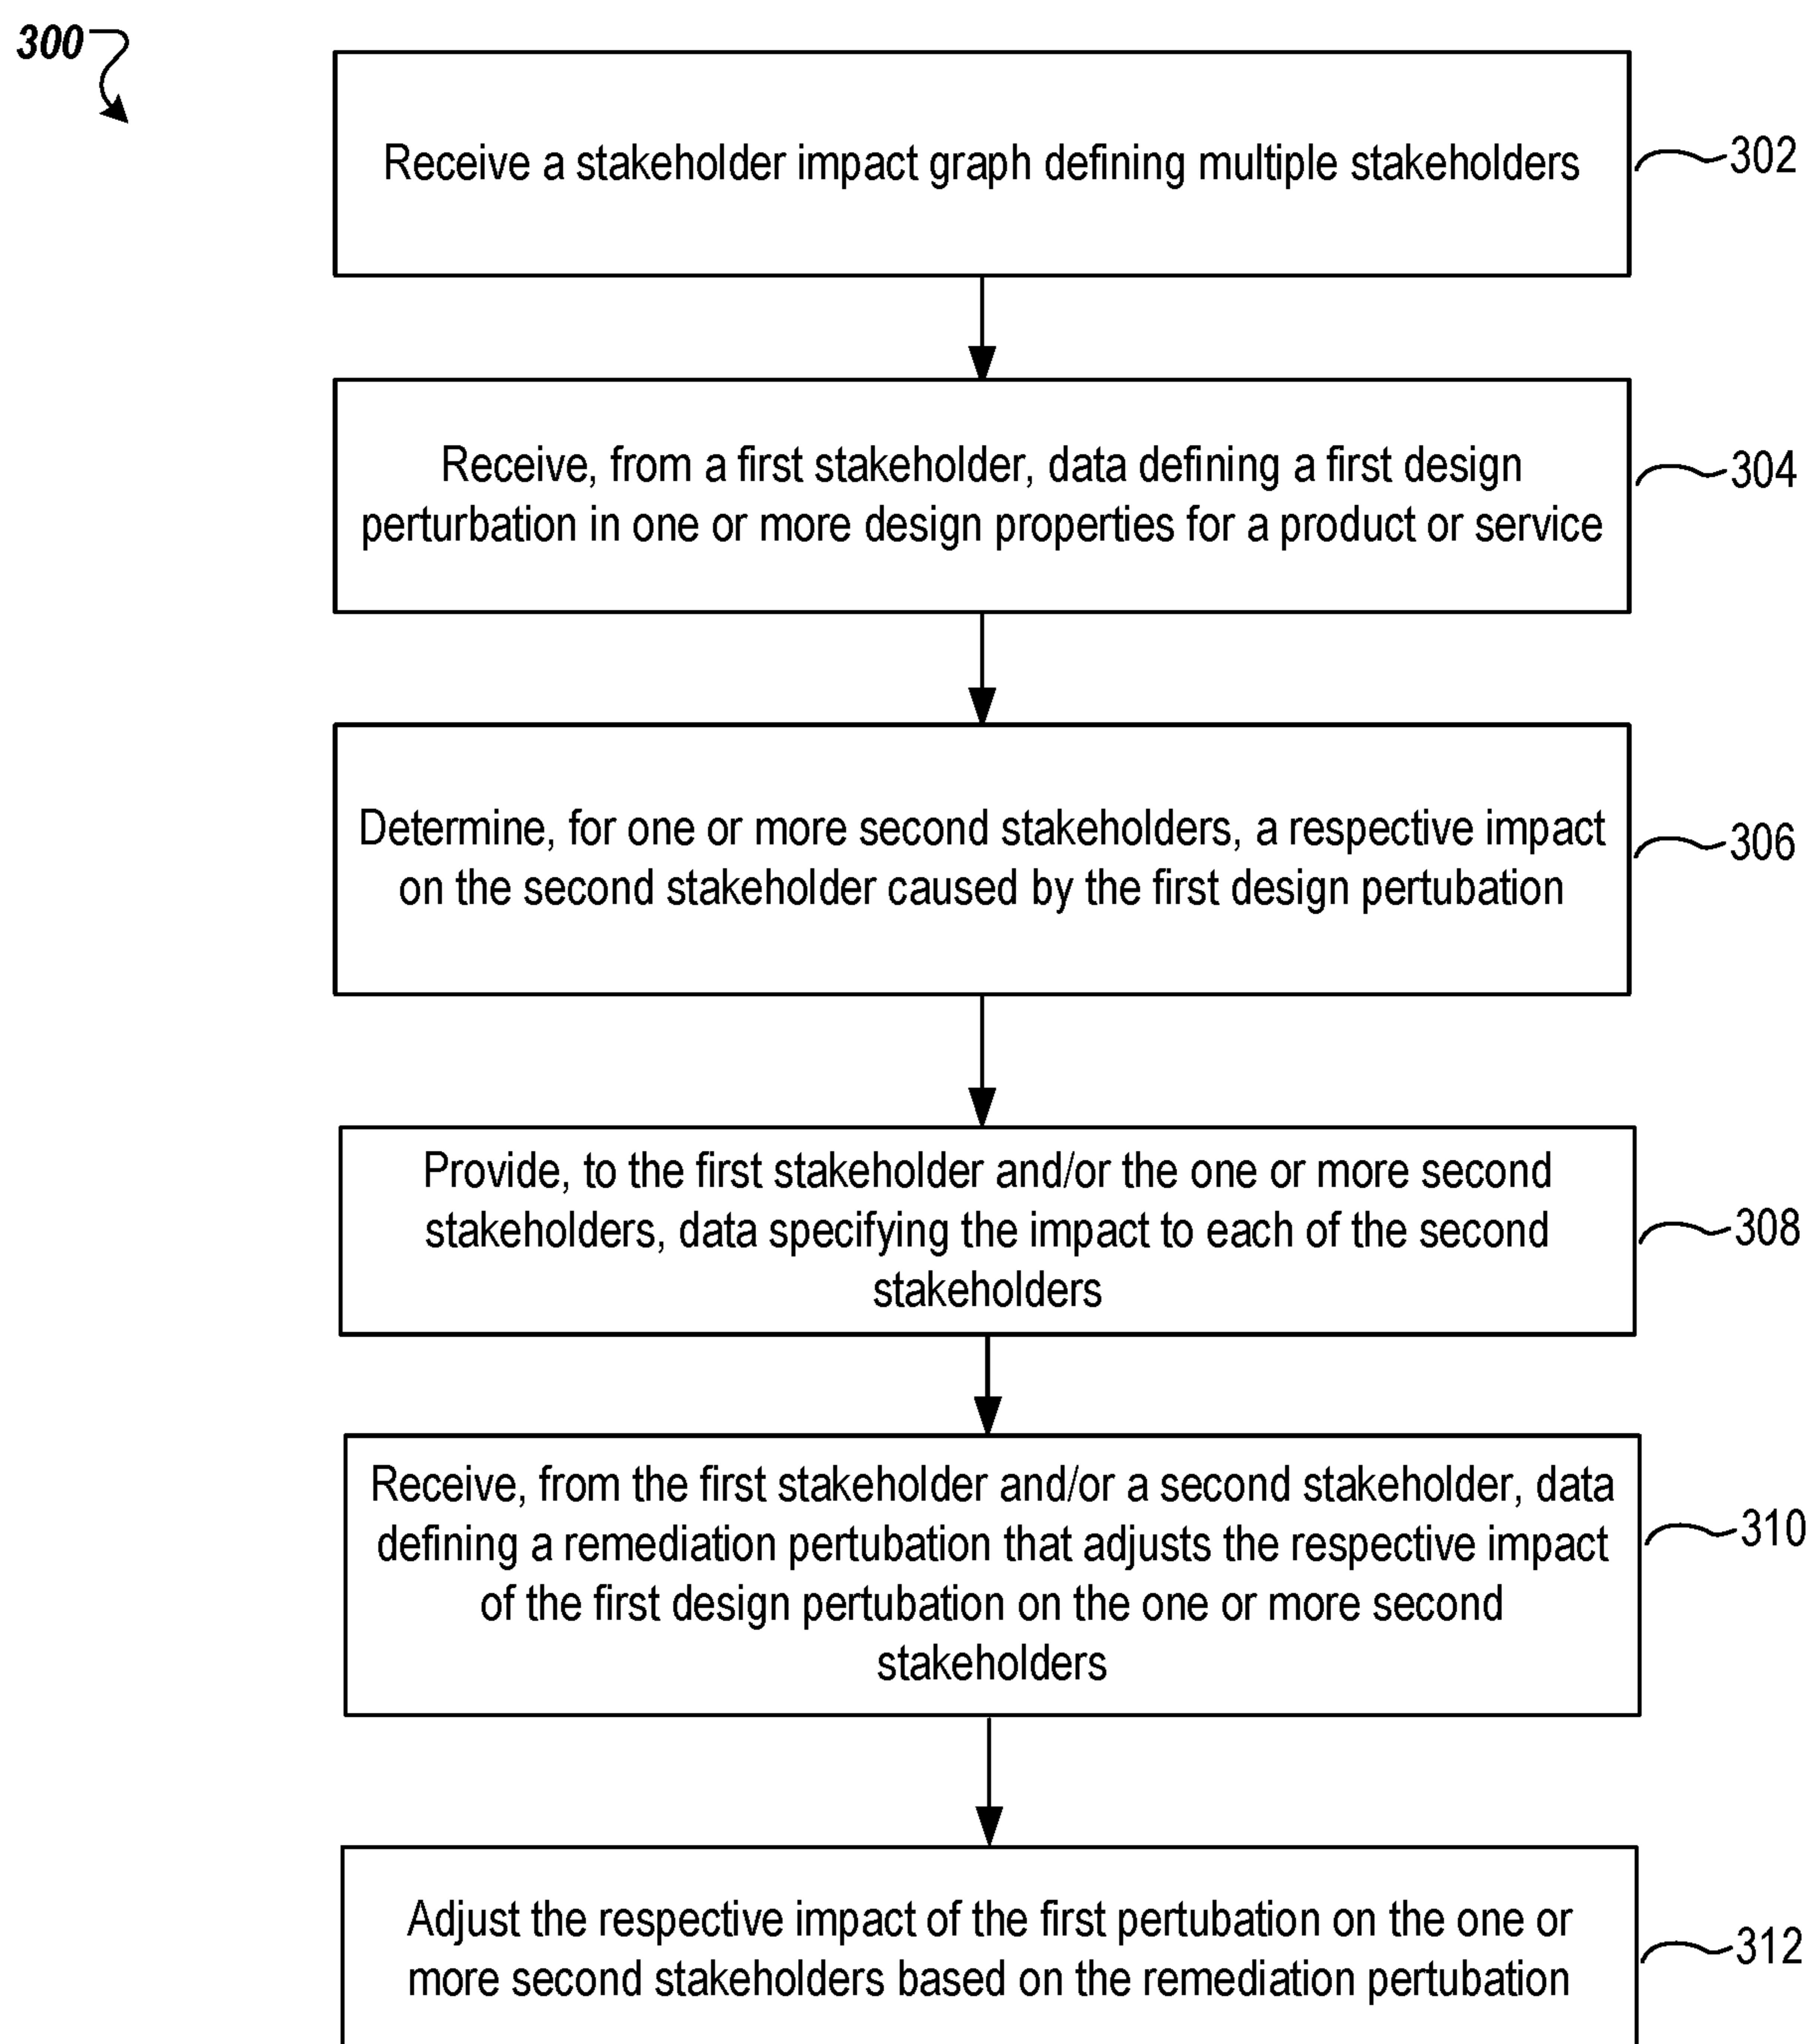 300
Receive a stakeholder impact graph defining multiple stakeholders
302
Receive, from a first stakeholder, data defining a first design
perturbation in one or more design properties for a product or service
304
Determine, for one or more second stakeholders, a respective impact
on the second stakeholder caused by the first design pertubation
306
Provide, to the first stakeholder and/or the one or more second
stakeholders, data specifying the impact to each of the second
stakeholders
308
Receive, from the first stakeholder and/or a second stakeholder, data
defining a remediation pertubation that adjusts the respective impact
of the first design pertubation on the one or more second
stakeholders
310
Adjust the respective impact of the first pertubation on the one or
more second stakeholders based on the remediation pertubation
312